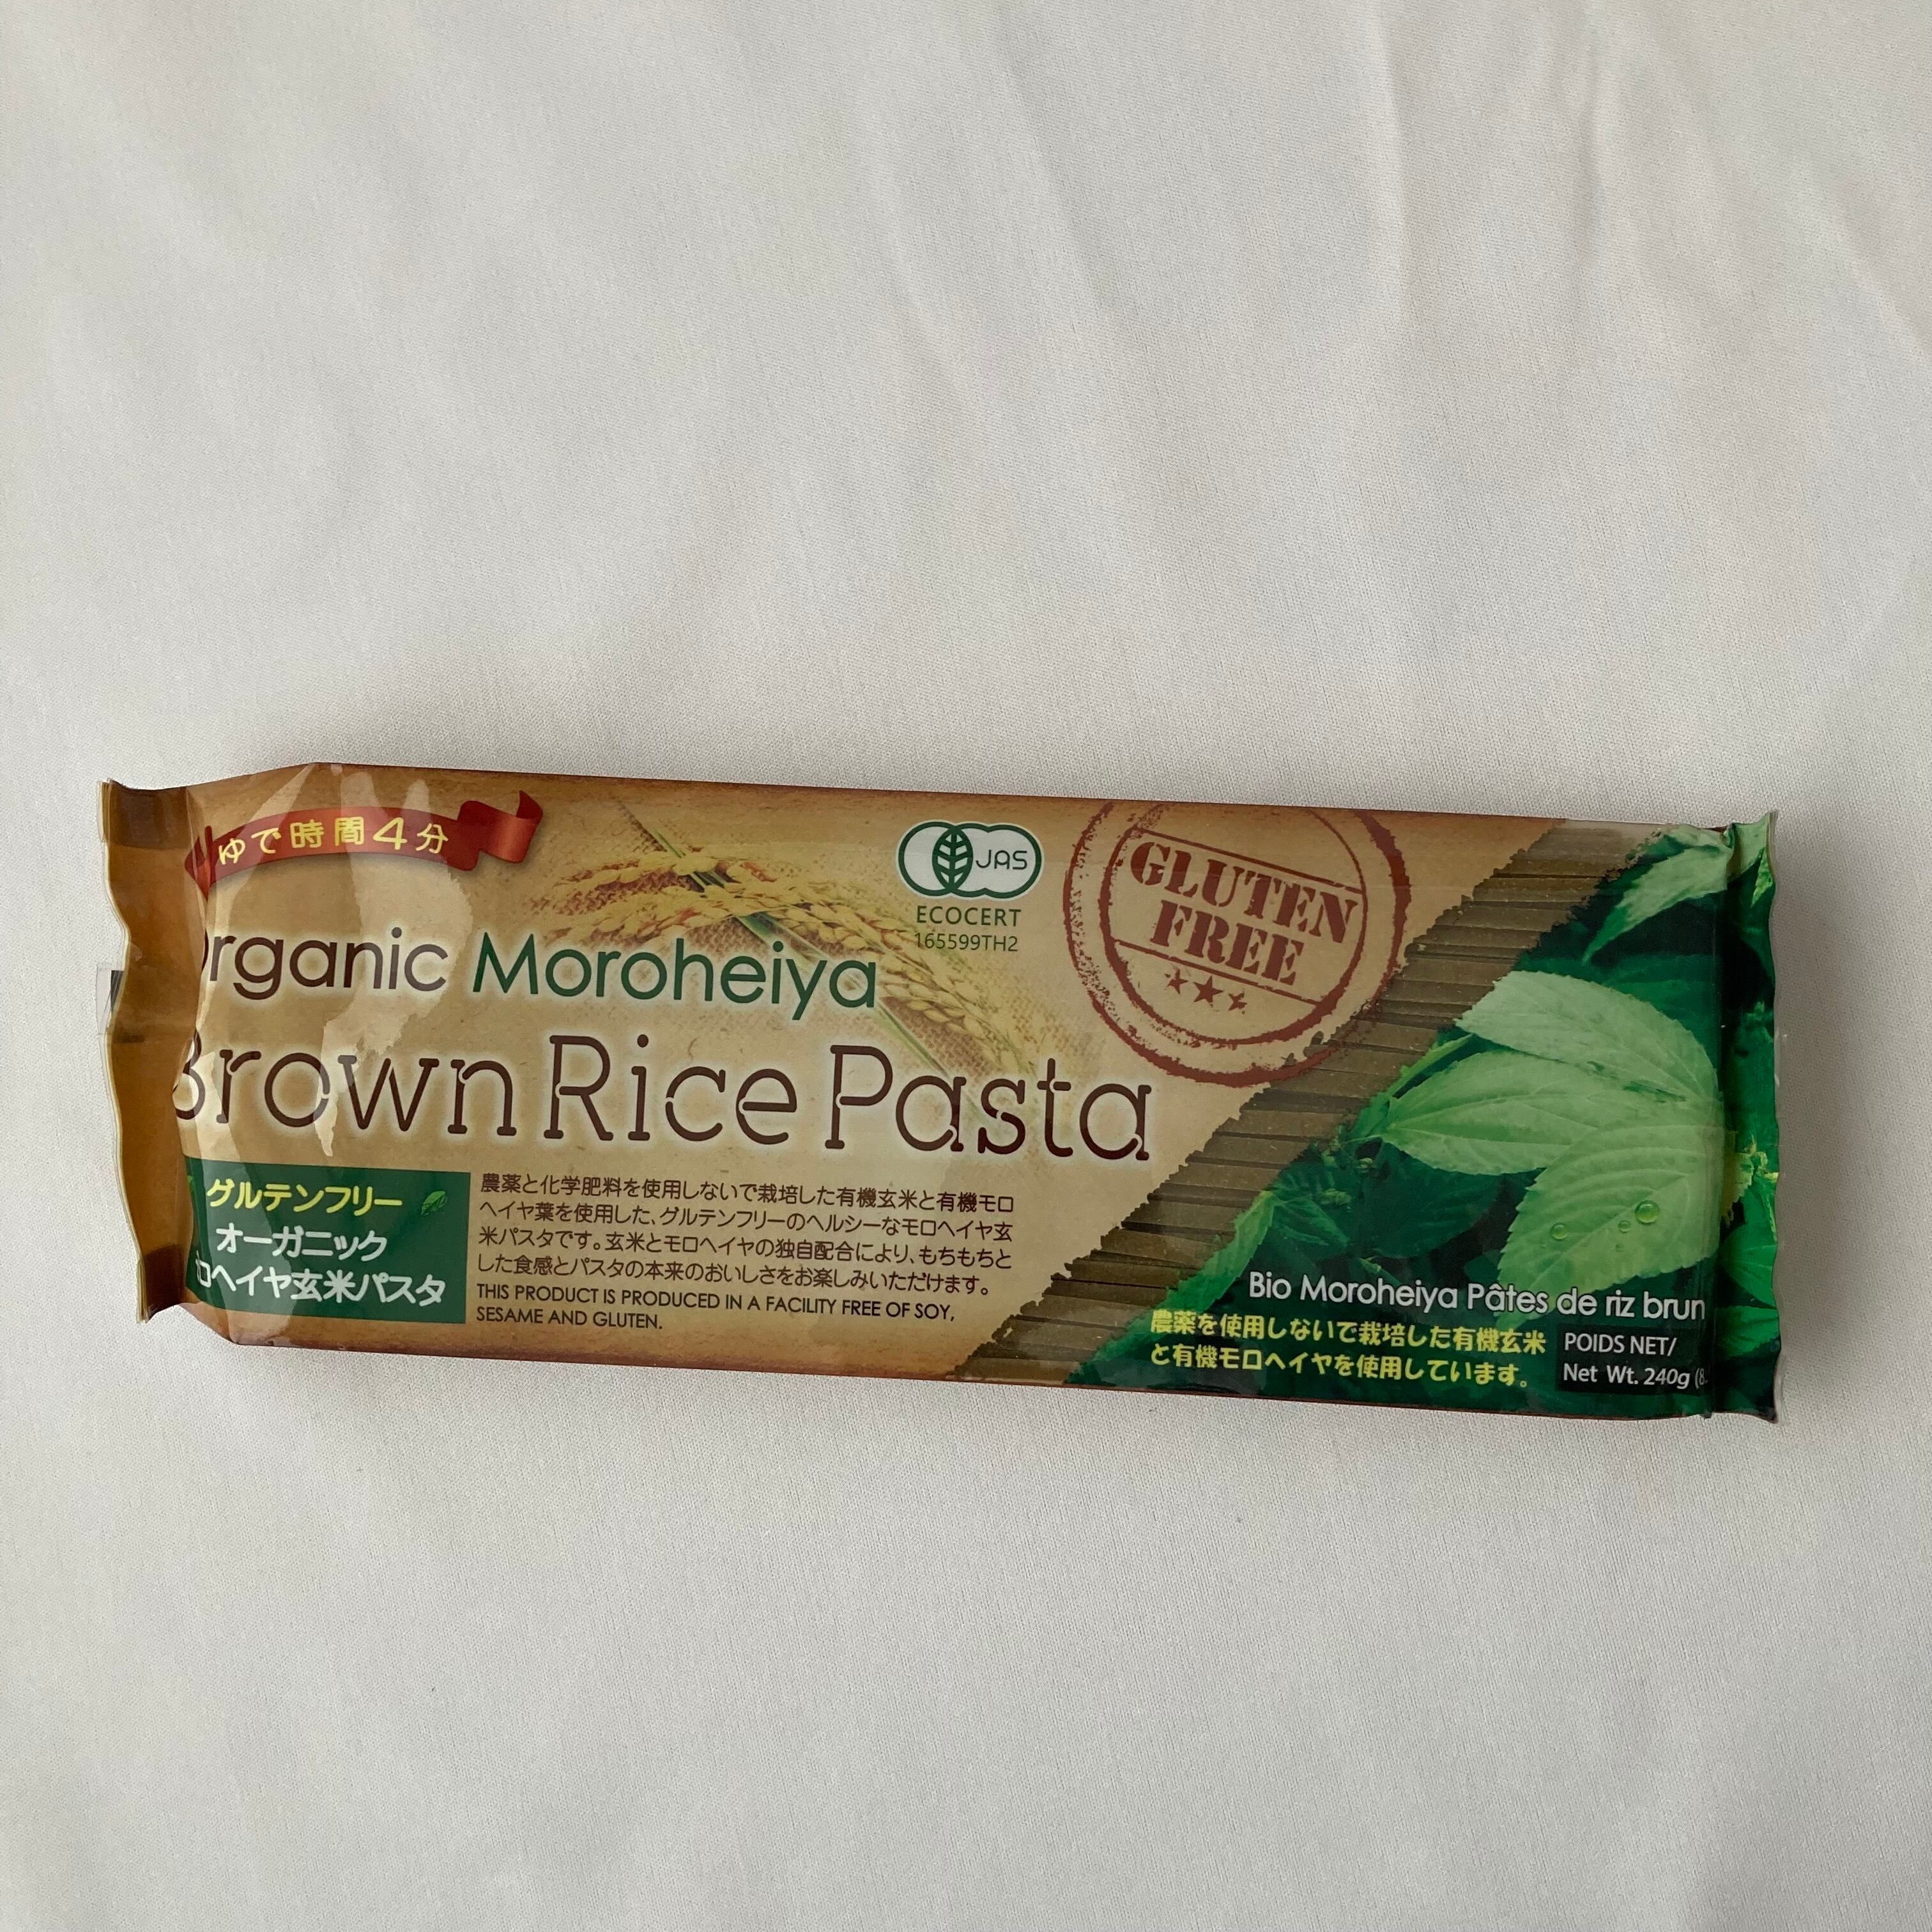 ゆで時間4分
JAS
ECOCERT
165599TH2
GLUTEN
FREE
Organic Moroheiya
Brown Rice Pasta
グルテンフリー
オーガニック
ロヘイヤ玄米パスタ
農薬と化学肥料を使用しないで栽培した有機玄米と有機モロ
ヘイヤ葉を使用した、グルテンフリーのヘルシーなモロヘイヤ玄
米パスタです。玄米とモロヘイヤの独自配合により、もちもちと
した食感とパスタの本来のおいしさをお楽しみいただけます。
THIS PRODUCT IS PRODUCED IN A FACILITY FREE OF SOY,
SESAME AND GLUTEN.
Bio Moroheiya Pâtes de riz brun
農薬を使用しないで栽培した有機玄米
と有機モロヘイヤを使用しています。
POIDS NET/
Net Wt. 240g (8.